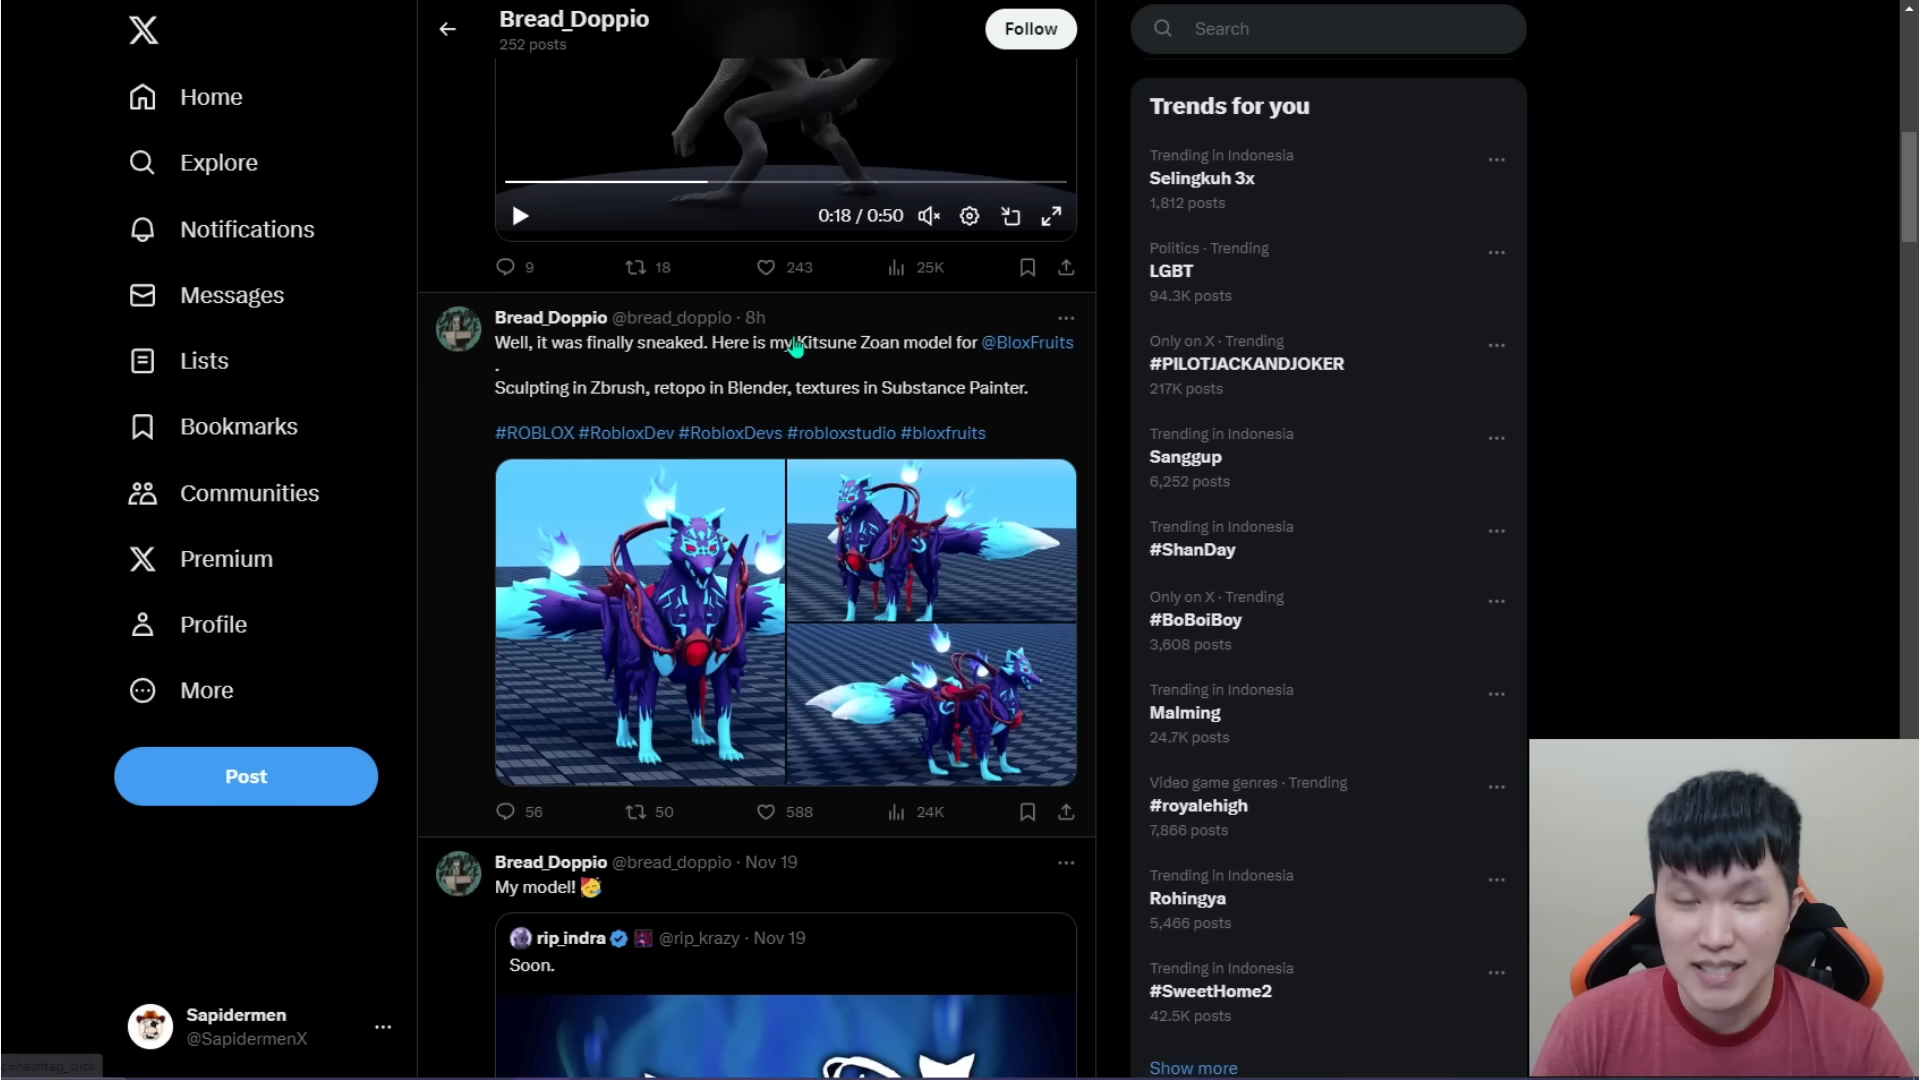 Home
Explore
Notifications
Messages
Lists
Bookmarks
Communities
Premium
Profile
More
Post
Sapidermen
@SapidermenX
Bread_Doppio
252 posts
Follow
0:18 / 0:50
9
18
243
25K
Bread_Doppio @bread_doppio · 8h
Well, it was finally sneaked. Here is my Kitsune Zoan model for @BloxFruits
.
Sculpting in Zbrush, retopo in Blender, textures in Substance Painter.
#ROBLOX #RobloxDev #RobloxDevs #robloxstudio #bloxfruits
56
50
588
24K
Bread_Doppio @bread_doppio · Nov 19
My model!
rip_indra @rip_krazy · Nov 19
Soon.
Search
Trends for you
Trending in Indonesia
Selingkuh 3x
1,812 posts
Politics · Trending
LGBT
94.3K posts
Only on X · Trending
#PILOTJACKANDJOKER
217K posts
Trending in Indonesia
Sanggup
6,252 posts
Trending in Indonesia
#ShanDay
Only on X · Trending
#BoBoiBoy
3,608 posts
Trending in Indonesia
Malming
24.7K posts
Video game genres · Trending
#royalehigh
7,866 posts
Trending in Indonesia
Rohingya
5,466 posts
Trending in Indonesia
#SweetHome2
42.5K posts
Show more